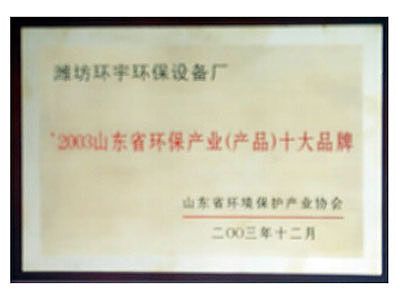 潍坊环宇环保设备厂
'2003山东省环保产业(产品)十大品牌
山东省环境保护产业协会
二〇〇三年十二月